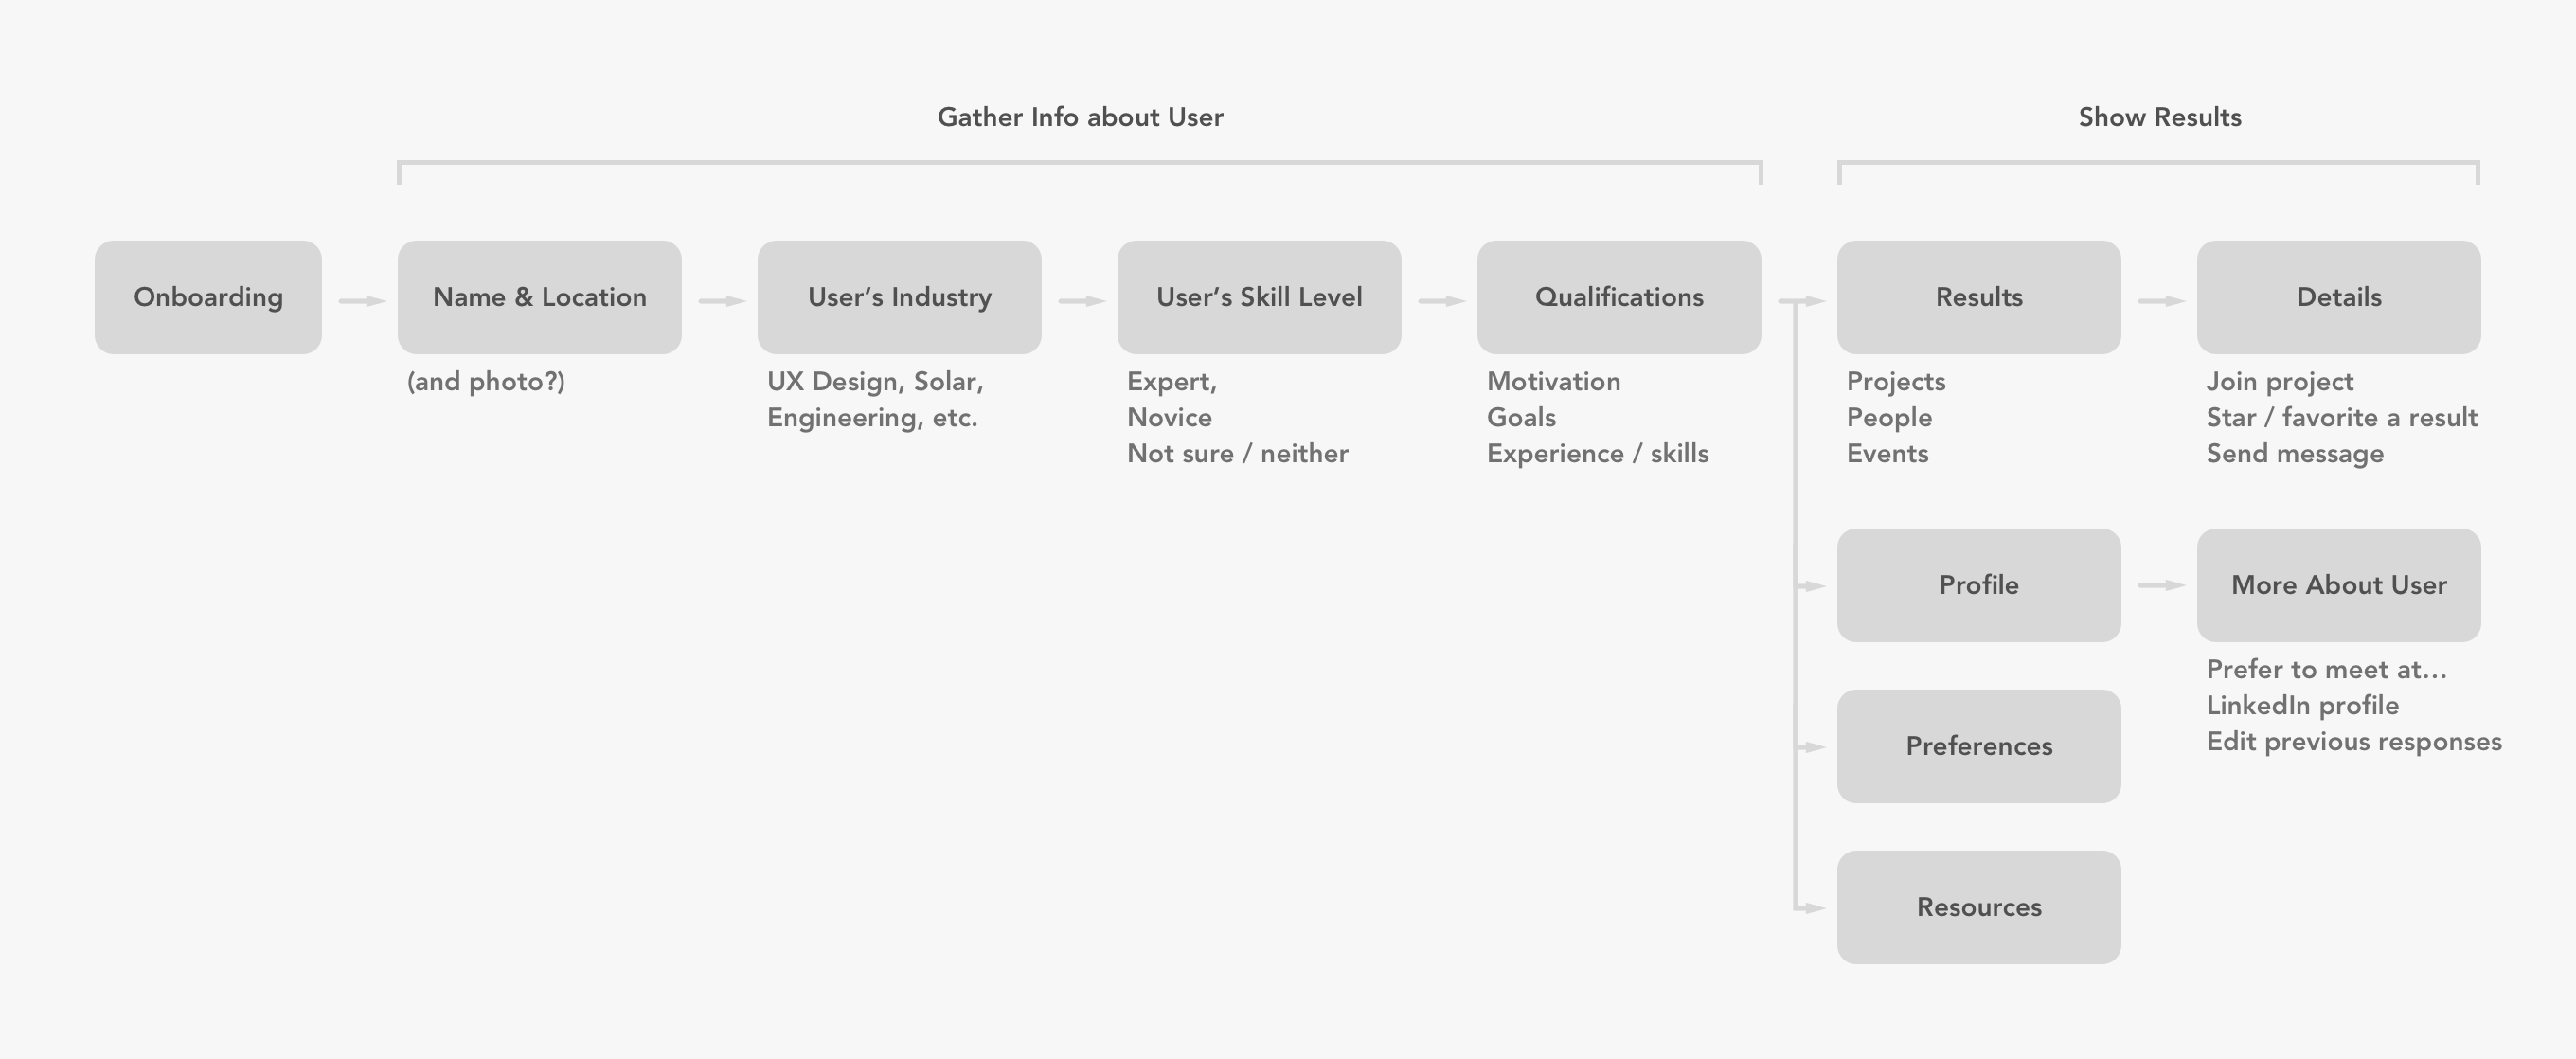 Gather Info about User
Show Results
Onboarding
Name & Location
(and photo?)
User’s Industry
UX Design, Solar,
Engineering, etc.
User’s Skill Level
Expert,
Novice
Not sure / neither
Qualifications
Motivation
Goals
Experience / skills
Results
Projects
People
Events
Details
Join project
Star / favorite a result
Send message
Profile
More About User
Prefer to meet at…
LinkedIn profile
Edit previous responses
Preferences
Resources